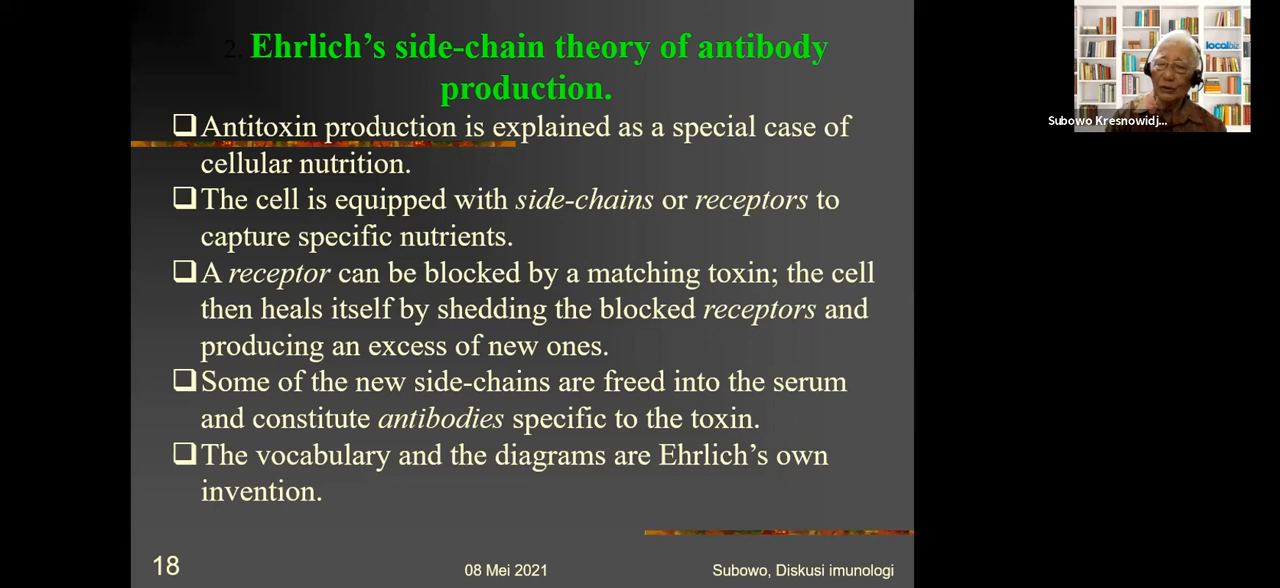 2. Ehrlich's side-chain theory of antibody
production.
❑Antitoxin production is explained as a special case of
cellular nutrition.
❑The cell is equipped with side-chains or receptors to
capture specific nutrients.
❑A receptor can be blocked by a matching toxin; the cell
then heals itself by shedding the blocked receptors and
producing an excess of new ones.
❑Some of the new side-chains are freed into the serum
and constitute antibodies specific to the toxin.
❑The vocabulary and the diagrams are Ehrlich's own
invention.
18
08 Mei 2021
Subowo, Diskusi imunologi
localbiz
Subowo Kresnowidj...